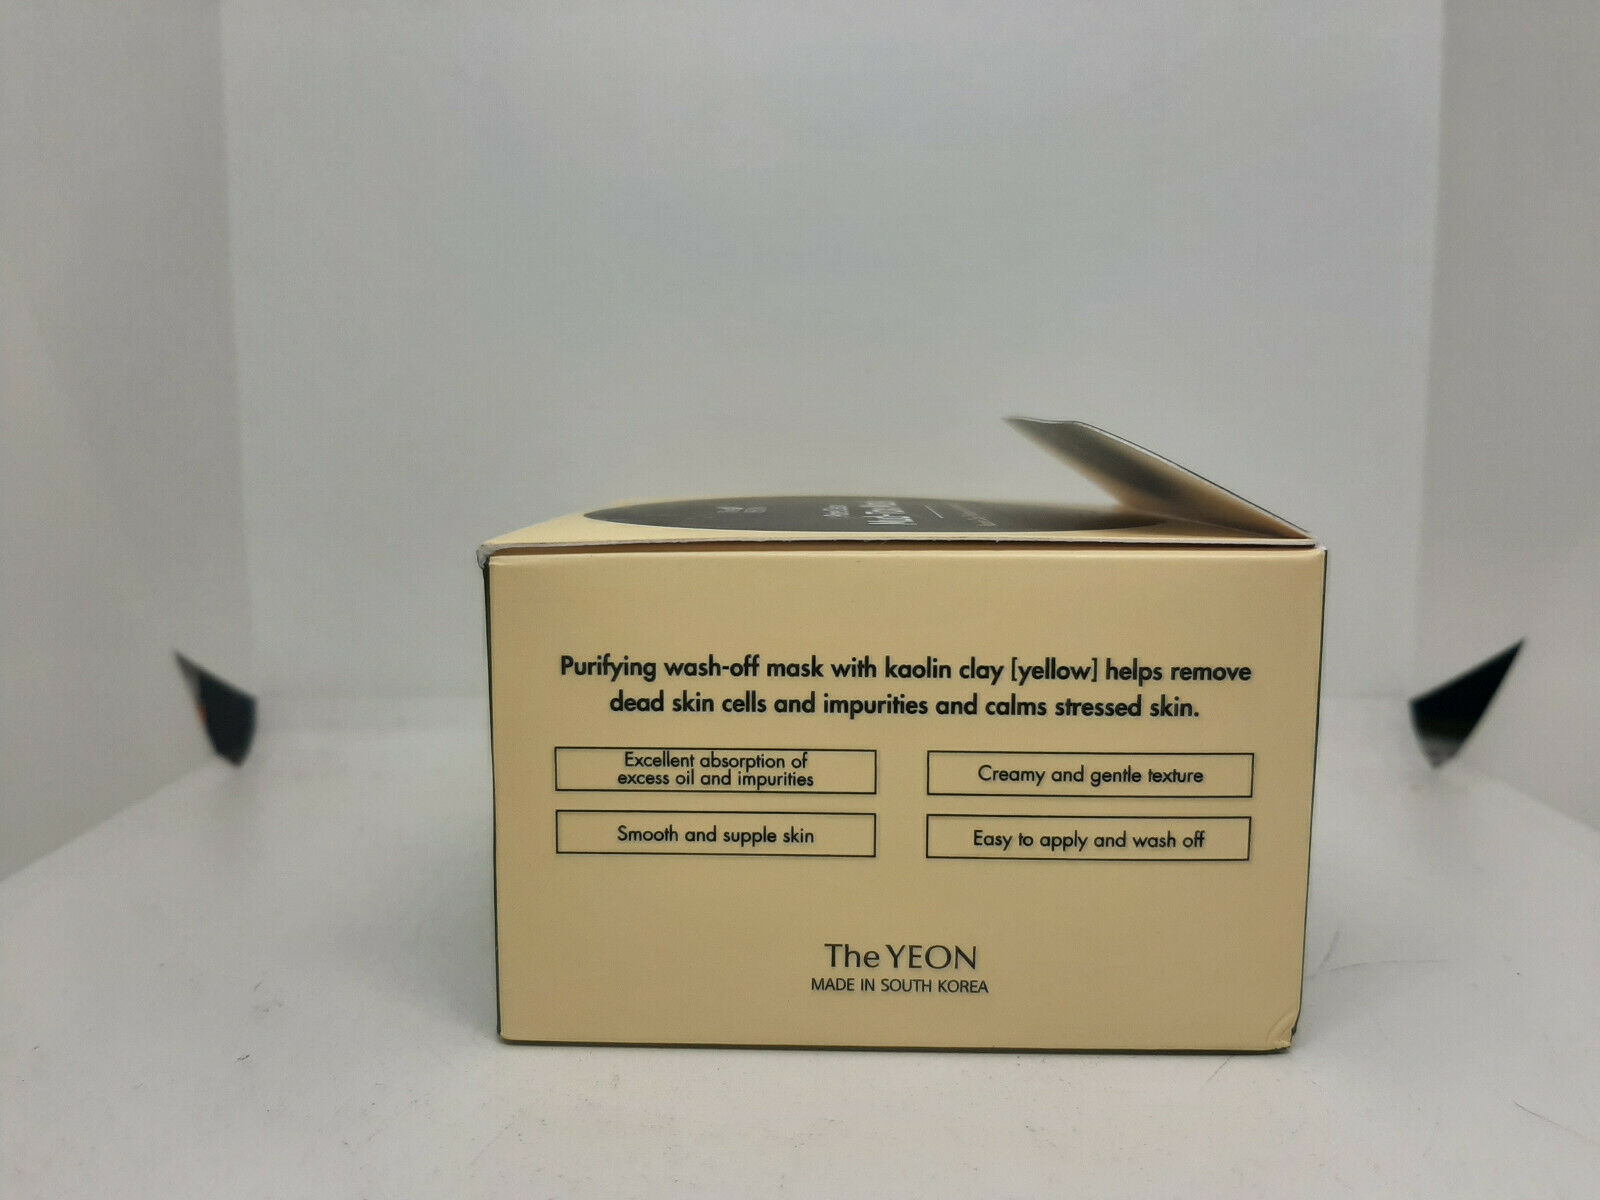 Purifying wash-off mask with kaolin clay [yellow] helps remove
dead skin cells and impurities and calms stressed skin.
Excellent absorption of
excess oil and impurities
Creamy and gentle texture
Smooth and supple skin
Easy to apply and wash off
The YEON
MADE IN SOUTH KOREA